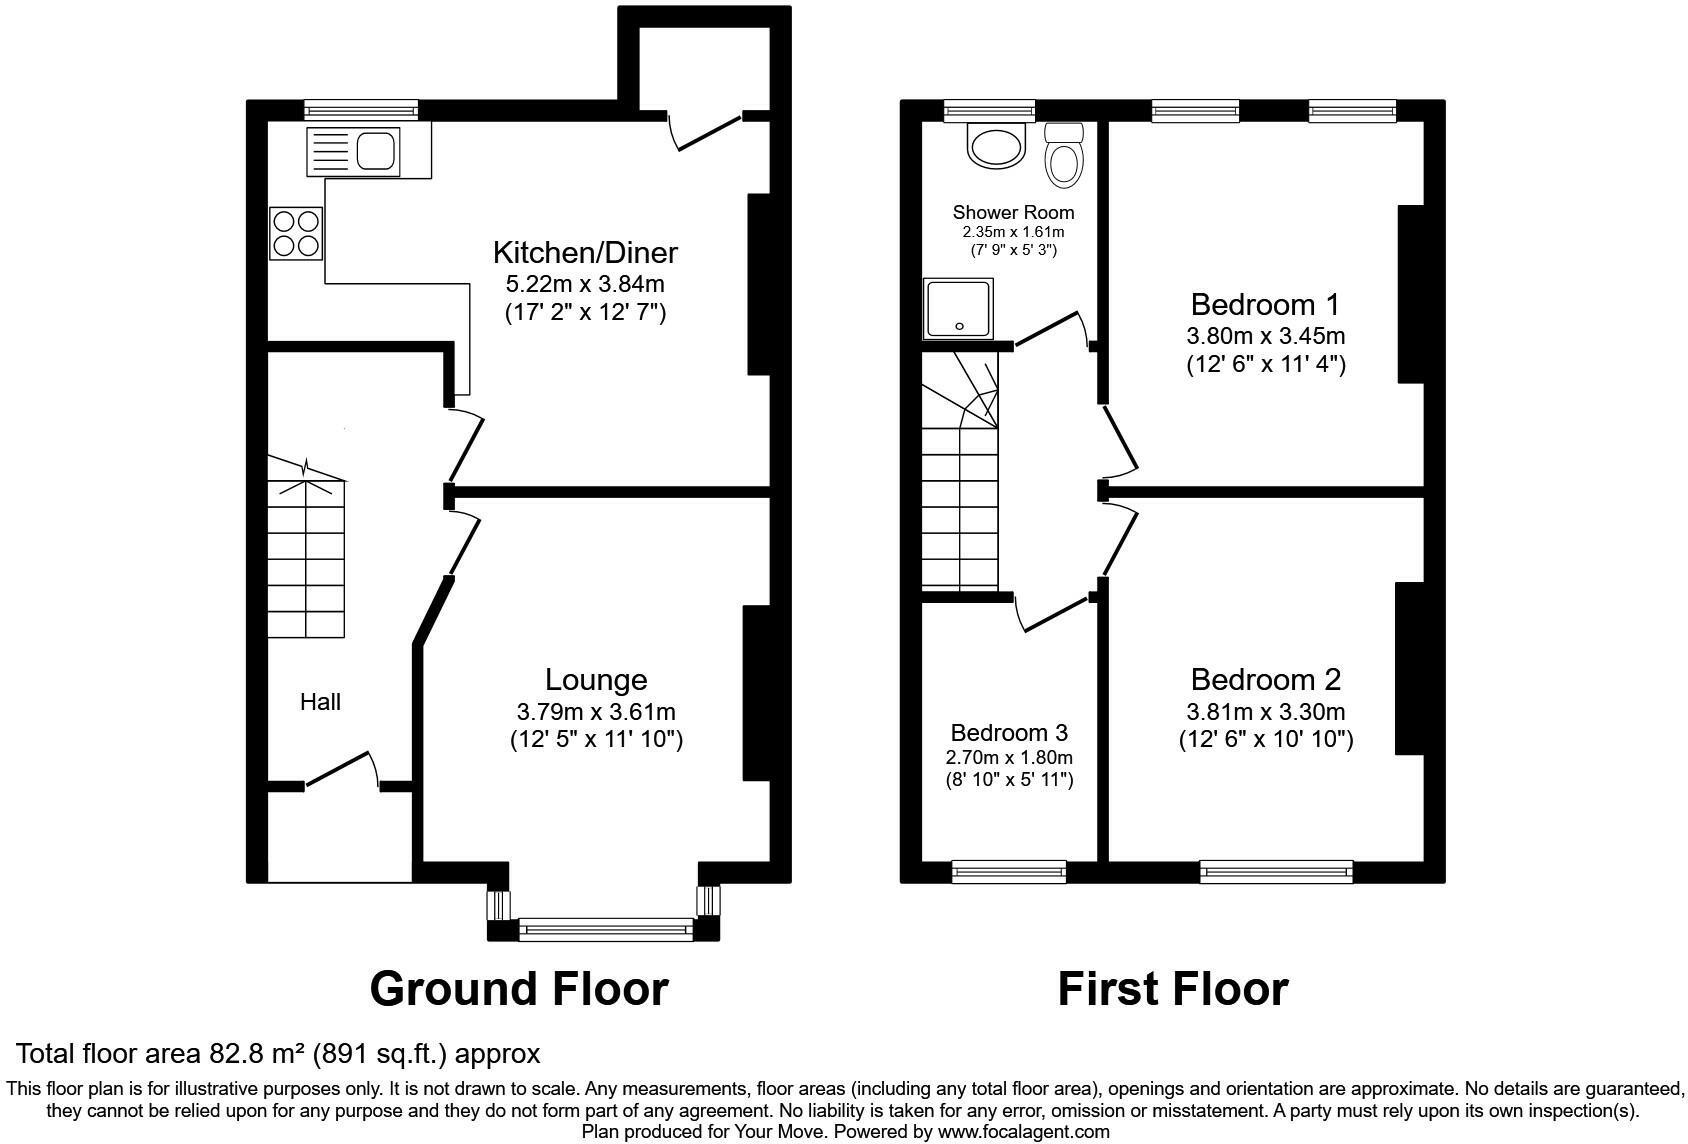 Kitchen/Diner
5.22m x 3.84m
(17' 2" x 12' 7")
Lounge
3.79m x 3.61m
(12' 5" x 11' 10")
Hall
Ground Floor
Shower Room
2.35m x 1.61m
(7' 9" x 5' 3")
Bedroom 1
3.80m x 3.45m
(12' 6" x 11' 4")
Bedroom 2
3.81m x 3.30m
(12' 6" x 10' 10")
Bedroom 3
2.70m x 1.80m
(8' 10" x 5' 11")
First Floor
Total floor area 82.8 m² (891 sq.ft.) approx
This floor plan is for illustrative purposes only. It is not drawn to scale. Any measurements, floor areas (including any total floor area), openings and orientation are approximate. No details are guaranteed,
they cannot be relied upon for any purpose and they do not form part of any agreement. No liability is taken for any error, omission or misstatement. A party must rely upon its own inspection(s).
Plan produced for Your Move. Powered by www.focalagent.com